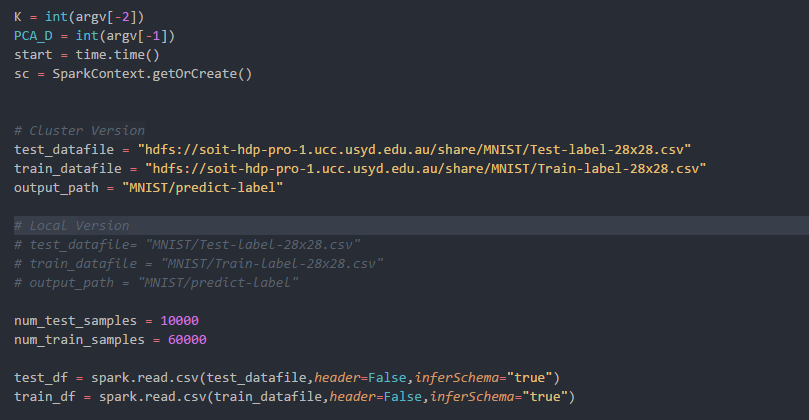 K = int(argv[-2])
PCA_D = int(argv[-1])
start = time.time()
sc = SparkContext.getOrCreate()
# Cluster Version
test_datafile = "hdfs://soit-hdp-pro-1.ucc.usyd.edu.au/share/MNIST/Test-label-28x28.csv"
train_datafile = "hdfs://soit-hdp-pro-1.ucc.usyd.edu.au/share/MNIST/Train-label-28x28.csv"
output_path = "MNIST/predict-label"
# Local Version
# test_datafile= "MNIST/Test-label-28x28.csv"
# train_datafile = "MNIST/Train-label-28x28.csv"
# output_path = "MNIST/predict-label"
num_test_samples = 10000
num_train_samples = 60000
test_df = spark.read.csv(test_datafile,header=False,inferSchema="true")
train_df = spark.read.csv(train_datafile,header=False,inferSchema="true")